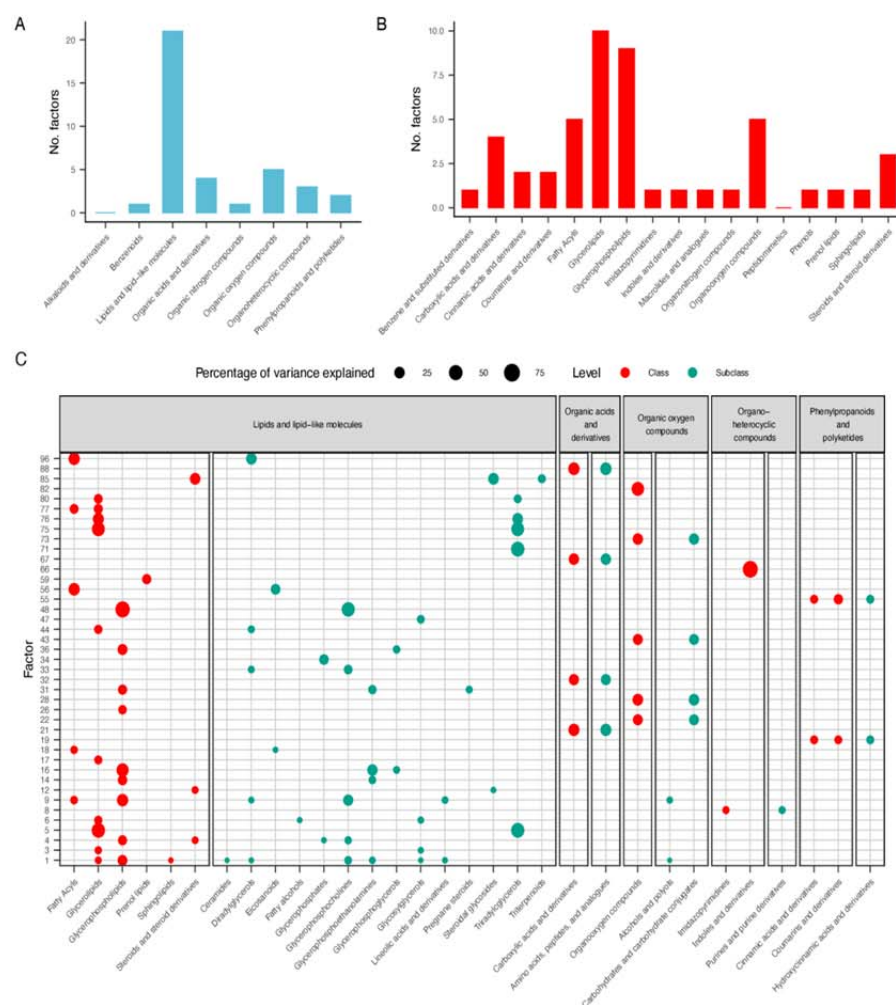 A
B
No. factors
20
15
10
5
0
Alkaloids and derivatives
Benzenoids
Lipids and lipid-like molecules
Organic acids and derivatives
Organic nitrogen compounds
Organic oxygen compounds
Organoheterocyclic compounds
Phenylpropanoids and polyketides
No. factors
10.0
7.5
5.0
2.5
0.0
Benzene and substituted derivatives
Carboxylic acids and derivatives
Cinnamic acids and derivatives
Coumarins and derivatives
Fatty Acyls
Glycerolipids
Glycerophospholipids
Imidazopyrimidines
Indoles and derivatives
Macrolides and analogues
Organonitrogen compounds
Organooxygen compounds
Peptidomimetics
Phenols
Prenol lipids
Sphingolipids
Steroids and steroid derivatives
C
Percentage of variance explained 25 50 75 Level Class Subclass
Lipids and lipid-like molecules
Organic acids
and
derivatives
Organic oxygen
compounds
Organo-
heterocyclic
compounds
Phenylpropanoids
and
polyketides
Factor
96
88
85
82
80
77
76
75
73
71
67
66
59
56
55
48
47
44
43
36
34
33
32
31
28
26
22
21
19
18
17
16
14
12
9
8
6
5
4
3
1
Fatty Acyls
Glycerolipids
Glycerophospholipids
Prenol lipids
Sphingolipids
Steroids and steroid derivatives
Ceramides
Diradylglycerols
Eicosanoids
Fatty alcohols
Glycerophosphates
Glycerophosphocholines
Glycerophosphoethanolamines
Glycerophosphoglycerols
Glycosylglycerols
Linoleic acids and derivatives
Pregnane steroids
Steroidal glycosides
Triradylglycerols
Triterpenoids
Carboxylic acids and derivatives
Amino acids, peptides, and analogues
Organooxygen compounds
Alcohols and polyols
Carbohydrates and carbohydrate conjugates
Imidazopyrimidines
Indoles and derivatives
Purines and purine derivatives
Cinnamic acids and derivatives
Coumarins and derivatives
Hydroxycinnamic acids and derivatives